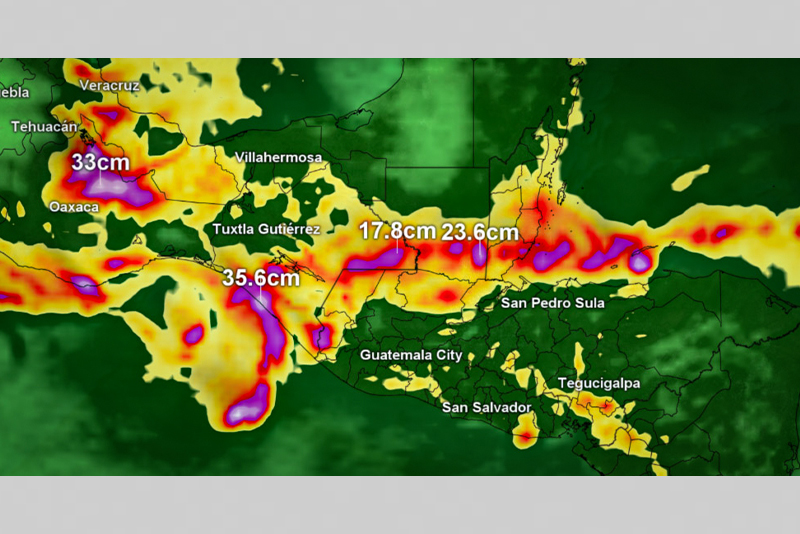 Veracruz
ebla
Tehuacán
33cm
Villahermosa
Oaxaca
Tuxtla Gutiérrez
17.8cm 23.6cm
35.6cm
San Pedro Sula
Guatemala City
Tegucigalpa
San Salvador